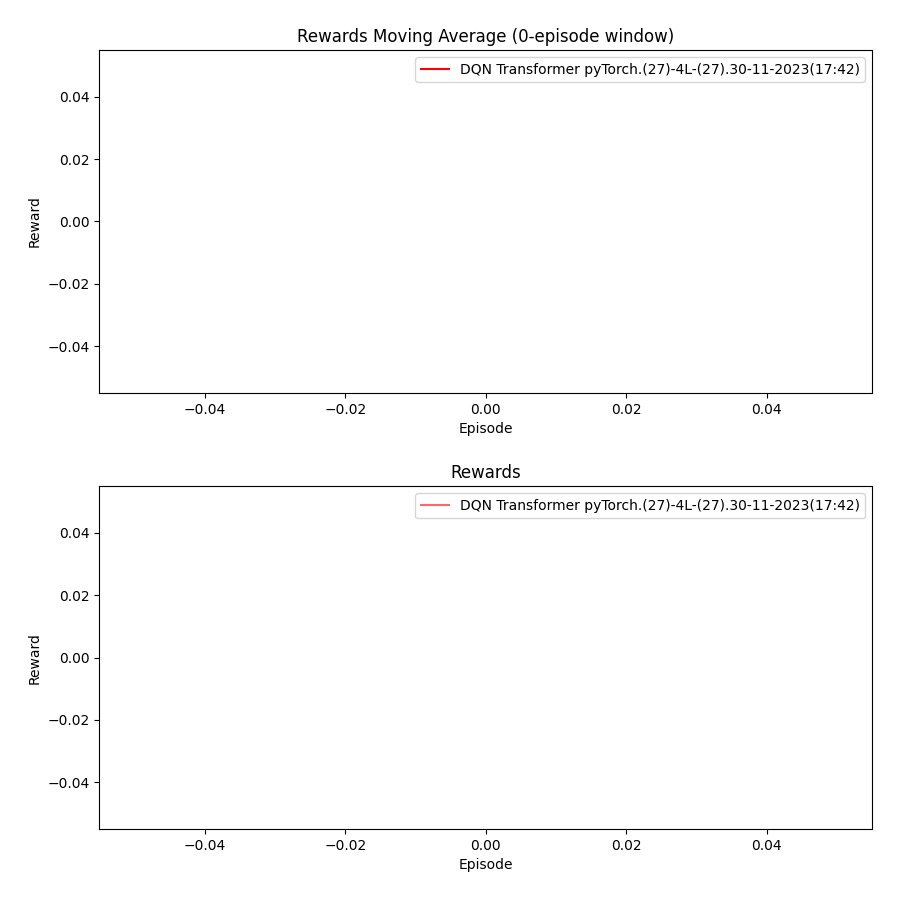 Rewards Moving Average (0-episode window)
DQN Transformer pyTorch.(27)-4L-(27).30-11-2023(17:42)
0.04
0.02
0.00
−0.02
−0.04
Reward
−0.04 −0.02 0.00 0.02 0.04
Episode
Rewards
DQN Transformer pyTorch.(27)-4L-(27).30-11-2023(17:42)
0.04
0.02
0.00
−0.02
−0.04
Reward
−0.04 −0.02 0.00 0.02 0.04
Episode